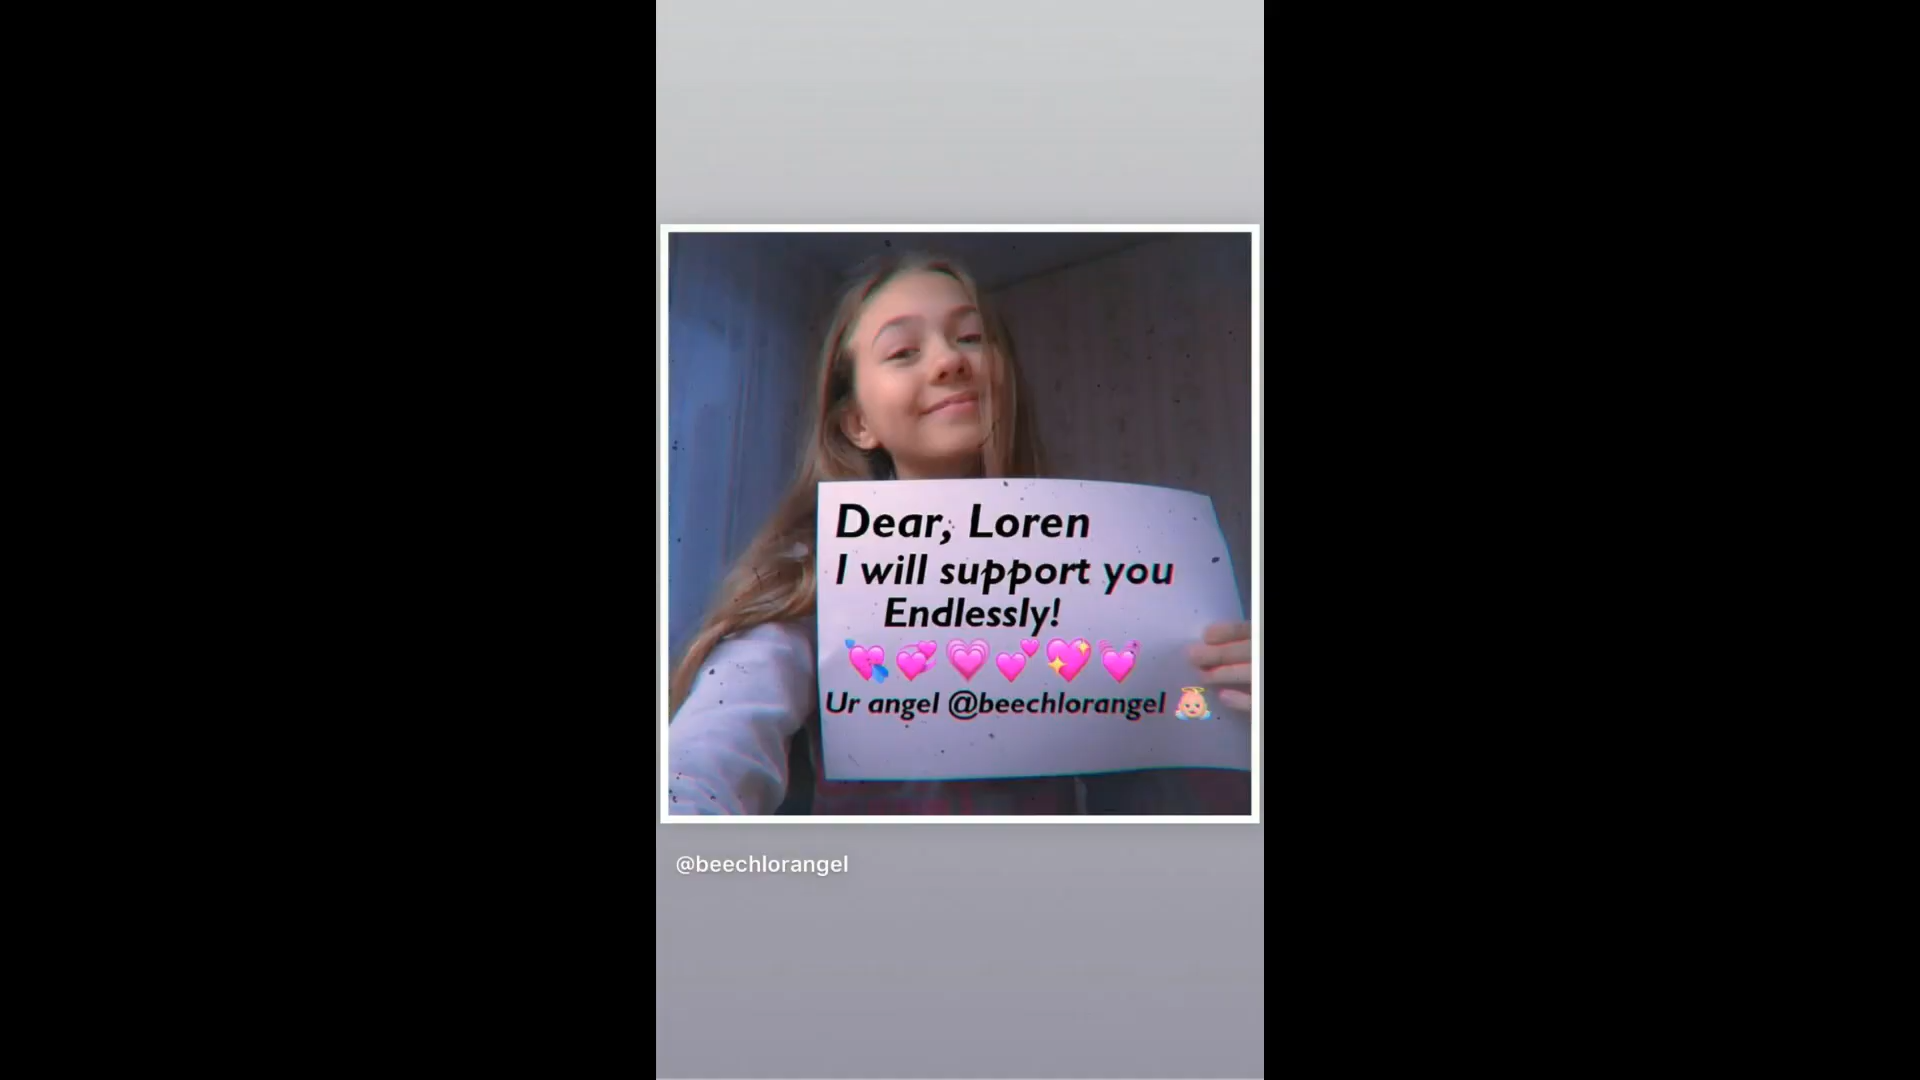 Dear, Loren
I will support you
Endlessly!
💘💞💗💕💖💓
Ur angel @beechlorangel 👼
@beechlorangel